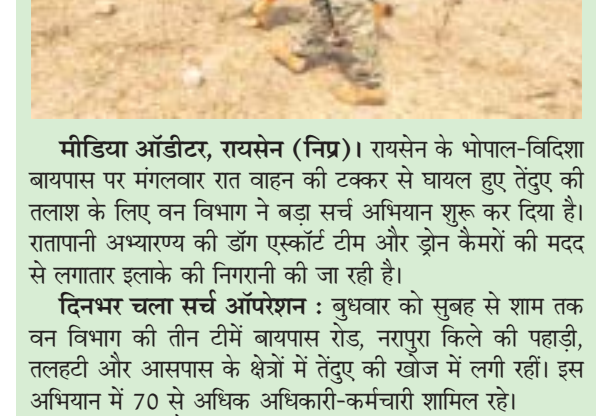 मीडिया ऑडीटर, रायसेन (निप्र)। रायसेन के भोपाल-विदिशा
बायपास पर मंगलवार रात वाहन की टक्कर से घायल हुए तेंदुए की
तलाश के लिए वन विभाग ने बड़ा सर्च अभियान शुरू कर दिया है।
रातापानी अभ्यारण्य की डॉग एस्कॉर्ट टीम और ड्रोन कैमरों की मदद
से लगातार इलाके की निगरानी की जा रही है।
दिनभर चला सर्च ऑपरेशन : बुधवार को सुबह से शाम तक
वन विभाग की तीन टीमें बायपास रोड, नरापुरा किले की पहाड़ी,
तलहटी और आसपास के क्षेत्रों में तेंदुए की खोज में लगी रहीं। इस
अभियान में 70 से अधिक अधिकारी-कर्मचारी शामिल रहे।